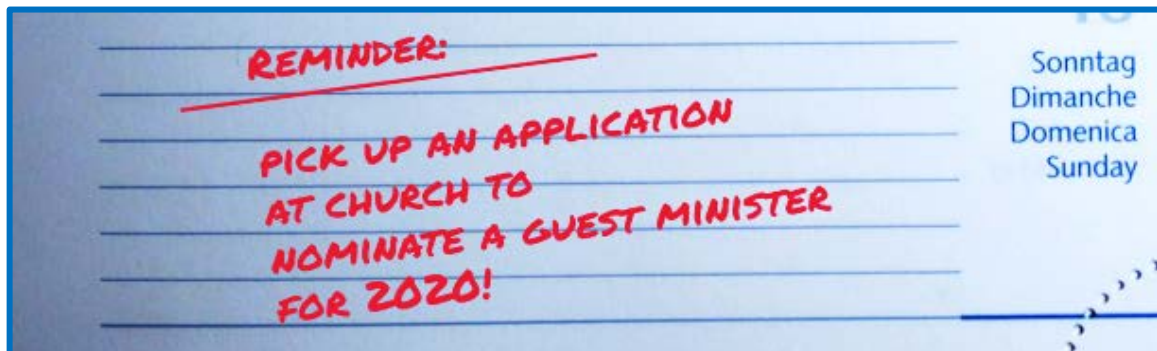 REMINDER:
PICK UP AN APPLICATION
AT CHURCH TO
NOMINATE A GUEST MINISTER
FOR 2020!
Sonntag
Dimanche
Domenica
Sunday